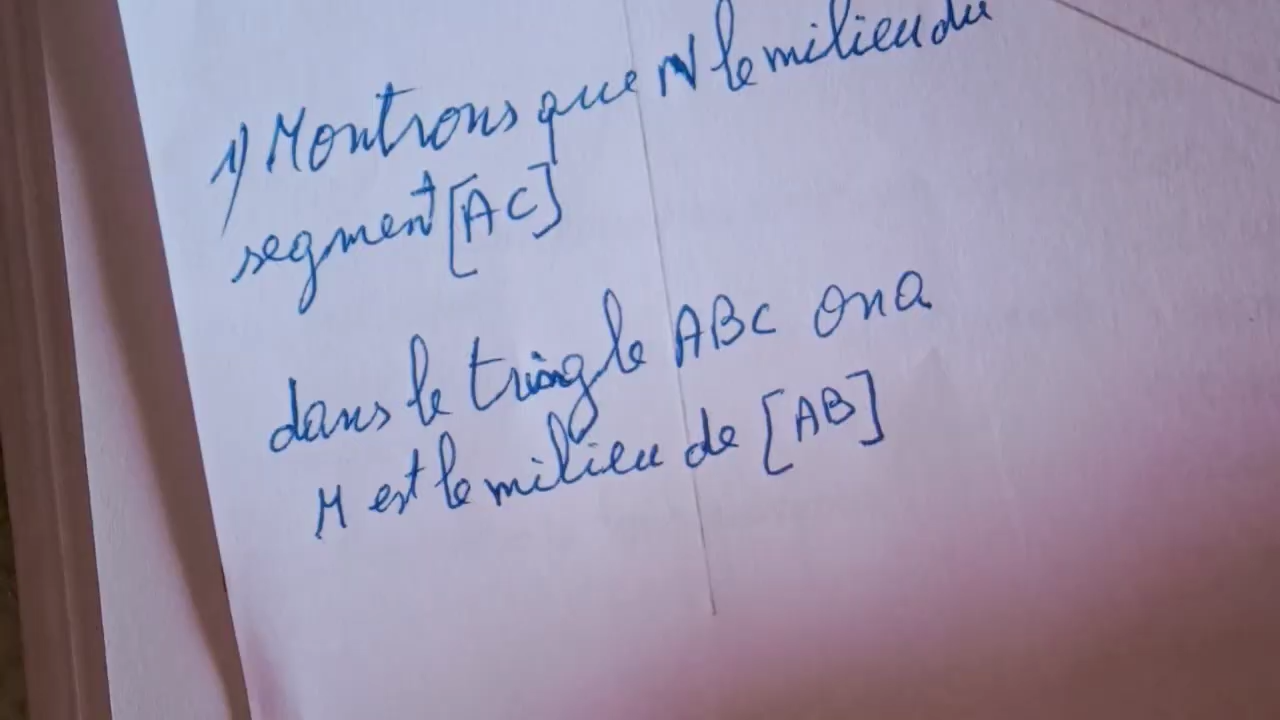 1) Montrons que N le milieu du
segment [AC]
dans le triangle ABC on a
M est le milieu de [AB]